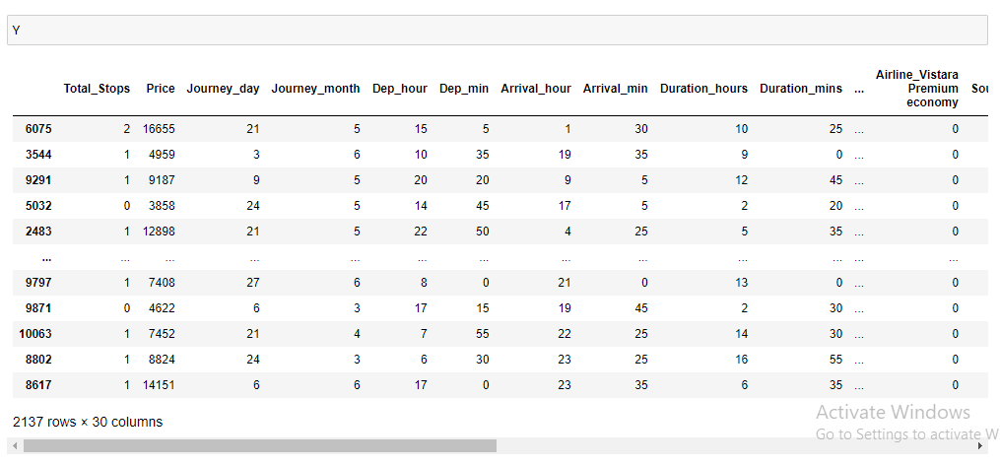 Y
Total_Stops Price Journey_day Journey_month Dep_hour Dep_min Arrival_hour Arrival_min Duration_hours Duration_mins ... Airline_Vistara Premium economy Sou
6075 2 16655 21 5 15 5 1 30 10 25 ... 0
3544 1 4959 3 6 10 35 19 35 9 0 ... 0
9291 1 9187 9 5 20 20 9 5 12 45 ... 0
5032 0 3858 24 5 14 45 17 5 2 20 ... 0
2483 1 12898 21 5 22 50 4 25 5 35 ... 0
... ... ... ... ... ... ... ... ... ... ... ... ...
9797 1 7408 27 6 8 0 21 0 13 0 ... 0
9871 0 4622 6 3 17 15 19 45 2 30 ... 0
10063 1 7452 21 4 7 55 22 25 14 30 ... 0
8802 1 8824 24 3 6 30 23 25 16 55 ... 0
8617 1 14151 6 6 17 0 23 35 6 35 ... 0
2137 rows × 30 columns
Activate Windows
Go to Settings to activate W